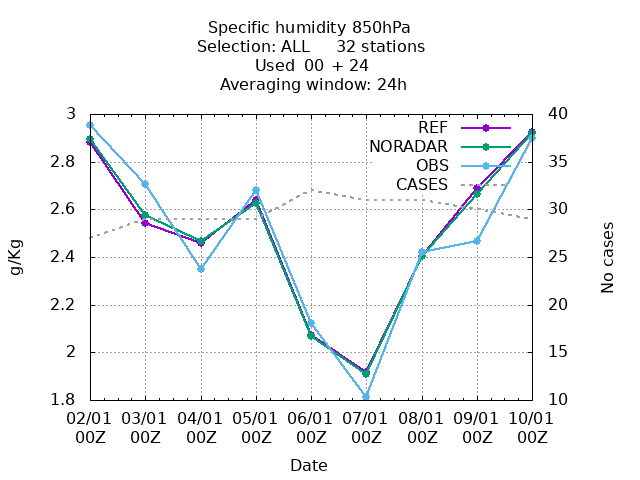 Specific humidity 850hPa
Selection: ALL 32 stations
Used 00 + 24
Averaging window: 24h
3 40
REF
NORADAR
OBS
CASES
2.8 35
2.6 30
2.4 25
2.2 20
2 15
1.8 10
g/Kg
No cases
02/01 03/01 04/01 05/01 06/01 07/01 08/01 09/01 10/01
00Z 00Z 00Z 00Z 00Z 00Z 00Z 00Z 00Z
Date